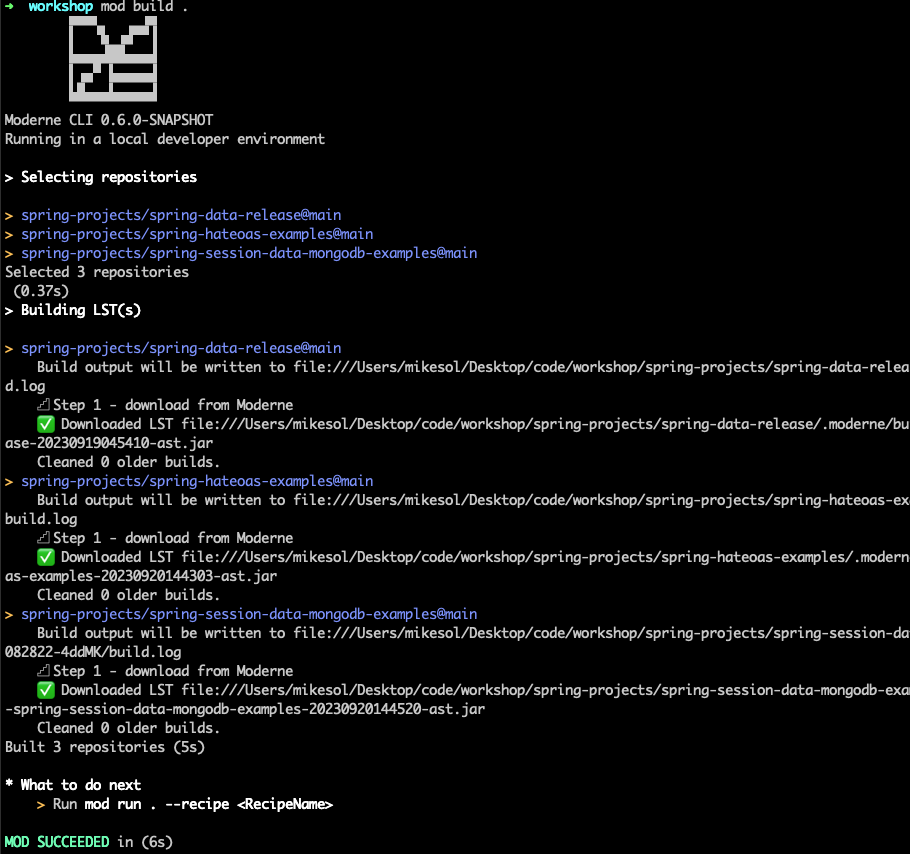 ➜  workshop mod build .
Moderne CLI 0.6.0-SNAPSHOT
Running in a local developer environment
> Selecting repositories
> spring-projects/spring-data-release@main
> spring-projects/spring-hateoas-examples@main
> spring-projects/spring-session-data-mongodb-examples@main
Selected 3 repositories
(0.37s)
> Building LST(s)
> spring-projects/spring-data-release@main
Build output will be written to file:///Users/mikesol/Desktop/code/workshop/spring-projects/spring-data-relea
d.log
Step 1 - download from Moderne
✅ Downloaded LST file:///Users/mikesol/Desktop/code/workshop/spring-projects/spring-data-release/.moderne/bu
ase-20230919045410-ast.jar
Cleaned 0 older builds.
> spring-projects/spring-hateoas-examples@main
Build output will be written to file:///Users/mikesol/Desktop/code/workshop/spring-projects/spring-hateoas-ex
build.log
Step 1 - download from Moderne
✅ Downloaded LST file:///Users/mikesol/Desktop/code/workshop/spring-projects/spring-hateoas-examples/.modern
as-examples-20230920144303-ast.jar
Cleaned 0 older builds.
> spring-projects/spring-session-data-mongodb-examples@main
Build output will be written to file:///Users/mikesol/Desktop/code/workshop/spring-projects/spring-session-da
082822-4ddMK/build.log
Step 1 - download from Moderne
✅ Downloaded LST file:///Users/mikesol/Desktop/code/workshop/spring-projects/spring-session-data-mongodb-exa
-spring-session-data-mongodb-examples-20230920144520-ast.jar
Cleaned 0 older builds.
Built 3 repositories (5s)
* What to do next
> Run mod run . --recipe <RecipeName>
MOD SUCCEEDED in (6s)